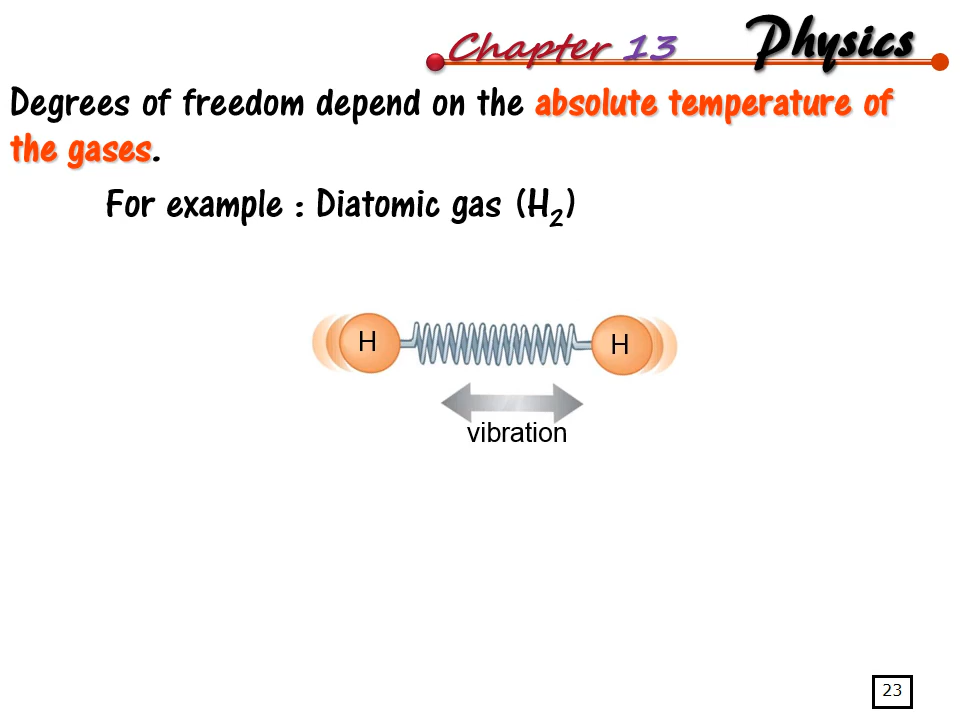 Chapter 13 Physics
Degrees of freedom depend on the absolute temperature of
the gases.
For example : Diatomic gas (H₂)
H H
vibration
23